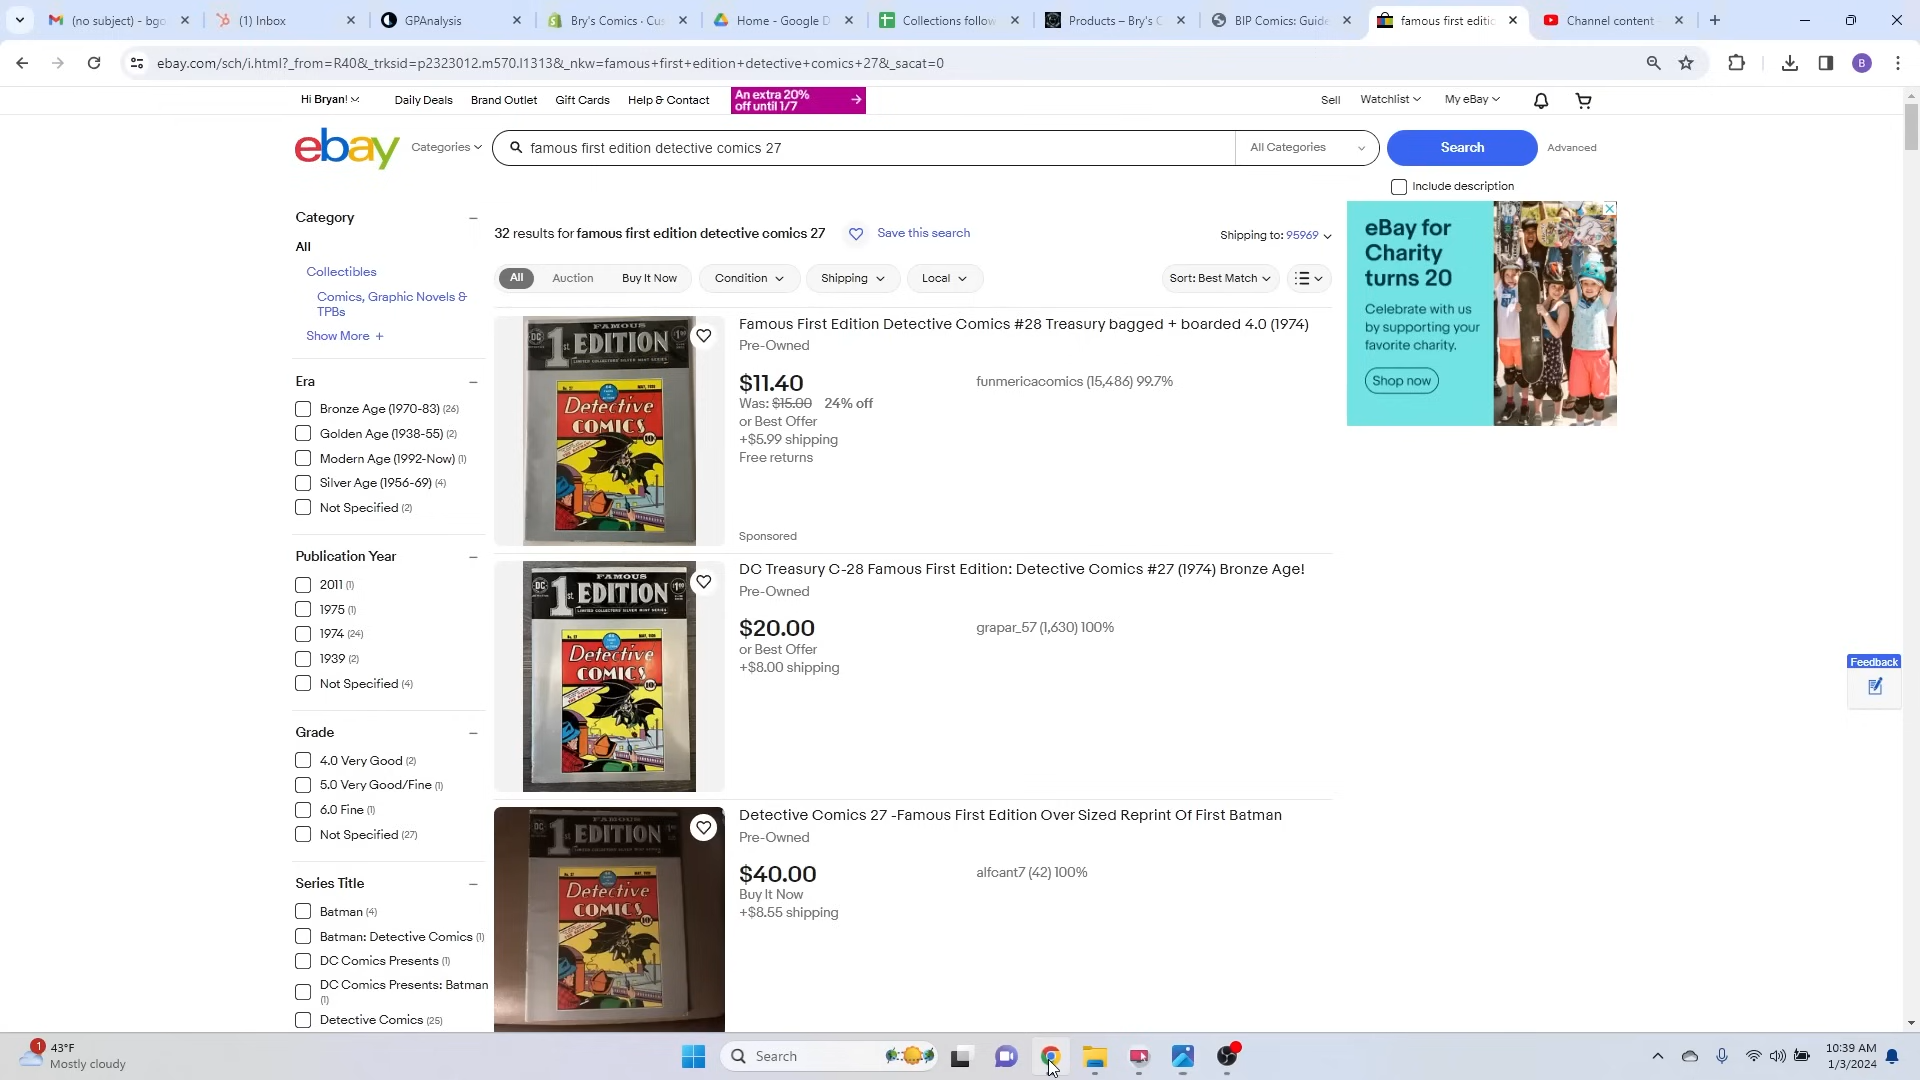 (no subject) - bgo
(1) Inbox
GPAnalysis
Bry's Comics · Cus
Home - Google D
Collections follow
Products – Bry's C
BIP Comics: Guide
famous first editio
Channel content -
ebay.com/sch/i.html?_from=R40&_trksid=p2323012.m570.l1313&_nkw=famous+first+edition+detective+comics+27&_sacat=0
B
Hi Bryan!
Daily Deals
Brand Outlet
Gift Cards
Help & Contact
An extra 20%
off until 1/7
Sell
Watchlist
My eBay
ebay
Categories
famous first edition detective comics 27
All Categories
Search
Advanced
Include description
Category
All
Collectibles
Comics, Graphic Novels &
TPBs
Show More +
Era
Bronze Age (1970-83) (26)
Golden Age (1938-55) (2)
Modern Age (1992-Now) (1)
Silver Age (1956-69) (4)
Not Specified (2)
Publication Year
2011 (1)
1975 (1)
1974 (24)
1939 (2)
Not Specified (4)
Grade
4.0 Very Good (2)
5.0 Very Good/Fine (1)
6.0 Fine (1)
Not Specified (27)
Series Title
Batman (4)
Batman: Detective Comics (1)
DC Comics Presents (1)
DC Comics Presents: Batman
(1)
Detective Comics (25)
32 results for famous first edition detective comics 27
Save this search
Shipping to: 95969
All
Auction
Buy It Now
Condition
Shipping
Local
Sort: Best Match
FAMOUS
1st EDITION
Detective
COMICS
Famous First Edition Detective Comics #28 Treasury bagged + boarded 4.0 (1974)
Pre-Owned
$11.40
Was: $15.00 24% off
or Best Offer
+$5.99 shipping
Free returns
funmericacomics (15,486) 99.7%
Sponsored
FAMOUS
1st EDITION
Detective
COMICS
DC Treasury C-28 Famous First Edition: Detective Comics #27 (1974) Bronze Age!
Pre-Owned
$20.00
or Best Offer
+$8.00 shipping
grapar_57 (1,630) 100%
FAMOUS
1st EDITION
Detective
COMICS
Detective Comics 27 -Famous First Edition Over Sized Reprint Of First Batman
Pre-Owned
$40.00
Buy It Now
+$8.55 shipping
alfcant7 (42) 100%
eBay for
Charity
turns 20
Celebrate with us
by supporting your
favorite charity.
Shop now
Feedback
1
43°F
Mostly cloudy
Search
10:39 AM
1/3/2024